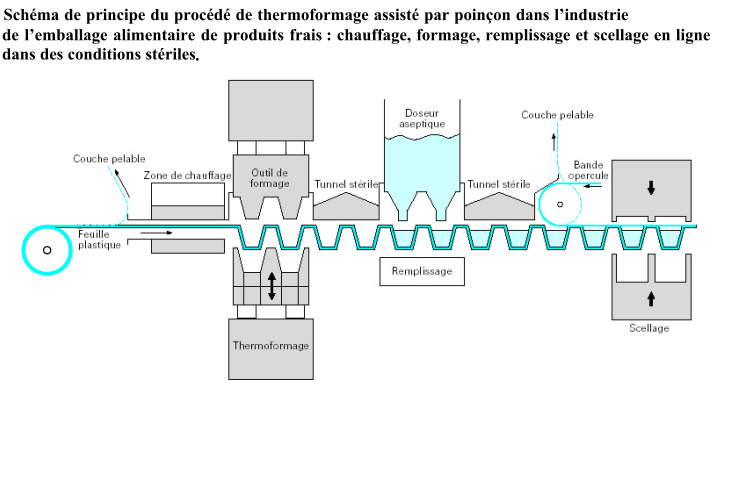 Schéma de principe du procédé de thermoformage assisté par poinçon dans l'industrie
de l'emballage alimentaire de produits frais : chauffage, formage, remplissage et scellage en ligne
dans des conditions stériles.
Couche pelable
Zone de chauffage
Outil de
formage
Tunnel stérile
Doseur
aseptique
Tunnel stérile
Couche pelable
Bande
opercule
Feuille
plastique
Remplissage
Thermoformage
Scellage